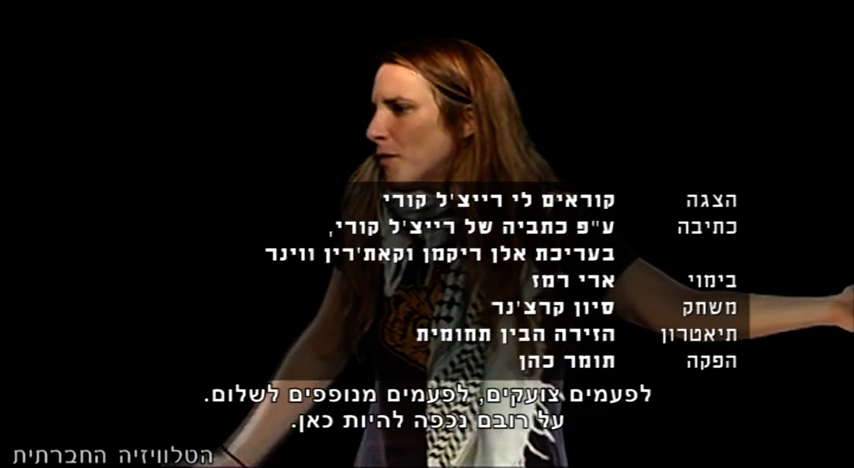 הצגה קוראים לי רייצ'ל קורי
כתיבה ע"פ כתביה של רייצ'ל קורי,
בעריכת אלן ריקמן וקאת'רין ווינר
בימוי ארי רמז
משחק סיון קרצ'נר
תיאטרון הזירה הבין תחומית
הפקה תומר כהן
לפעמים צועקים, לפעמים מנופפים לשלום.
על רובם נכפה להיות כאן.
הטלוויזיה החברתית